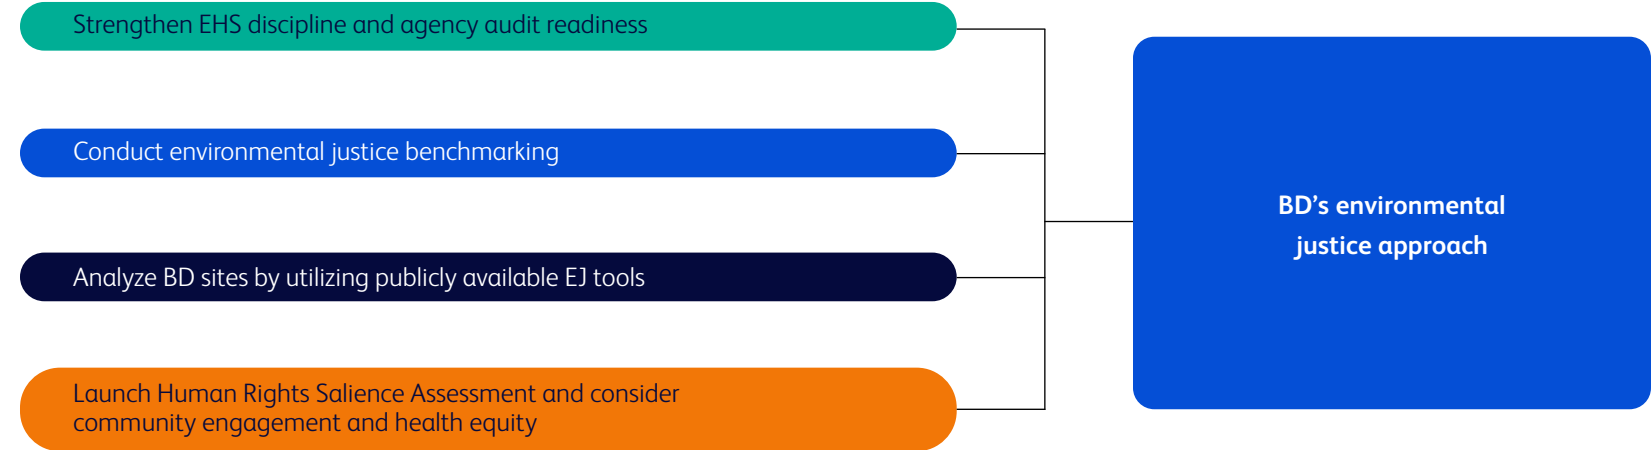 Strengthen EHS discipline and agency audit readiness
Conduct environmental justice benchmarking
Analyze BD sites by utilizing publicly available EJ tools
Launch Human Rights Salience Assessment and consider
community engagement and health equity
BD’s environmental
justice approach